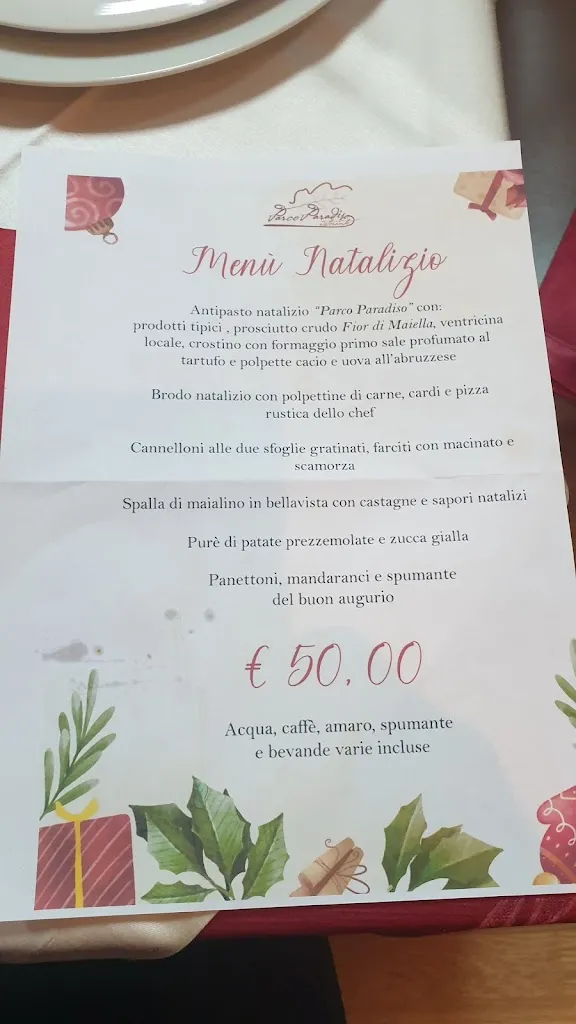 Parco Paradiso
Menù Natalizio
Antipasto natalizio "Parco Paradiso" con:
prodotti tipici , prosciutto crudo Fior di Maiella, ventricina
locale, crostino con formaggio primo sale profumato al
tartufo e polpette cacio e uova all'abruzzese
Brodo natalizio con polpettine di carne, cardi e pizza
rustica dello chef
Cannelloni alle due sfoglie gratinati, farciti con macinato e
scamorza
Spalla di maialino in bellavista con castagne e sapori natalizi
Purè di patate prezzemolate e zucca gialla
Panettoni, mandaranci e spumante
del buon augurio
€ 50,00
Acqua, caffè, amaro, spumante
e bevande varie incluse